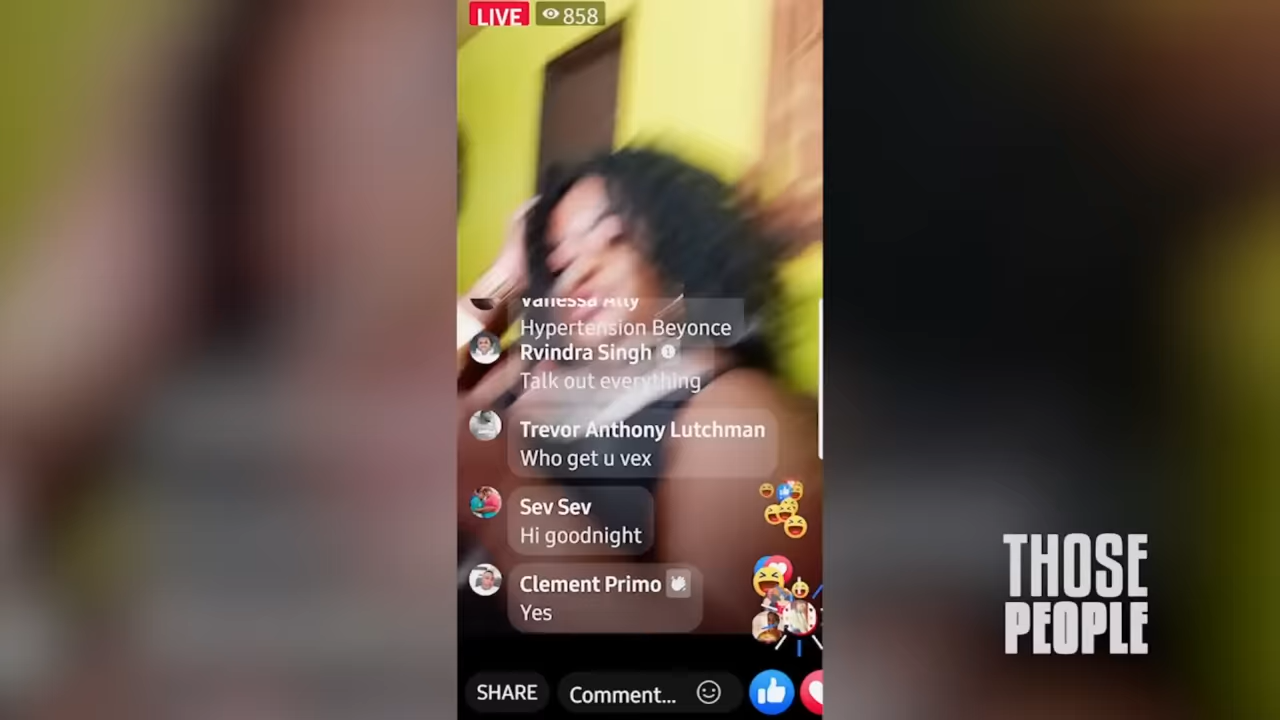 LIVE 858
Hypertension Beyonce
Rvindra Singh
Talk out everything
Trevor Anthony Lutchman
Who get u vex
Sev Sev
Hi goodnight
Clement Primo
Yes
SHARE Comment...
THOSE
PEOPLE